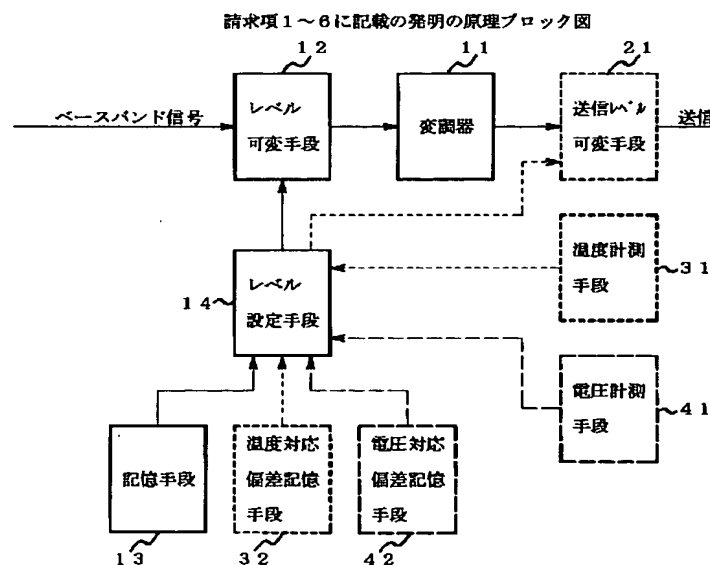 請求項１～６に記載の発明の原理ブロック図
１２
１１
２１
ベースバンド信号
レベル
可変手段
変調器
送信レベル
可変手段
送信
１４
レベル
設定手段
温度計測
手段
３１
電圧計測
手段
４１
記憶手段
温度対応
偏差記憶
手段
電圧対応
偏差記憶
手段
１３
３２
４２